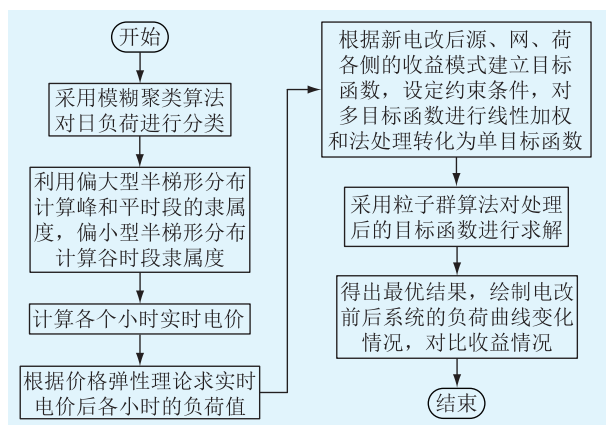 开始
采用模糊聚类算法
对日负荷进行分类
利用偏大型半梯形分布
计算峰和平时段的隶属
度，偏小型半梯形分布
计算谷时段隶属度
计算各个小时实时电价
根据价格弹性理论求实时
电价后各小时的负荷值
根据新电改后源、网、荷
各侧的收益模式建立目标
函数，设定约束条件，对
多目标函数进行线性加权
和法处理转化为单目标函数
采用粒子群算法对处理
后的目标函数进行求解
得出最优结果，绘制电改
前后系统的负荷曲线变化
情况，对比收益情况
结束